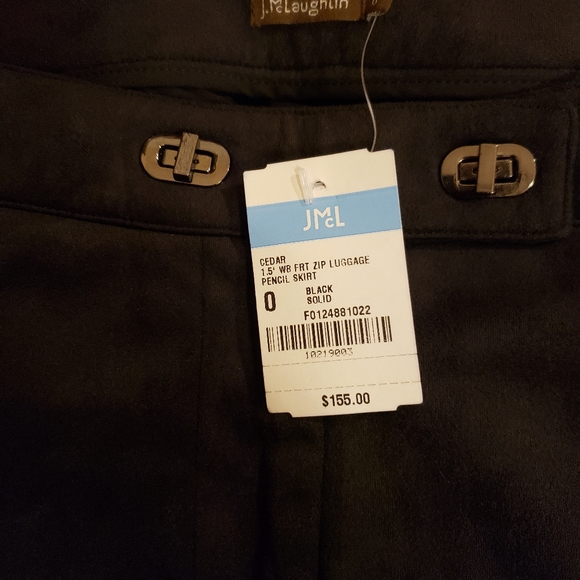 J.McLaughlin
JMcL
CEDAR
1.5' WB FRT ZIP LUGGAGE
PENCIL SKIRT
0 BLACK
SOLID
F0124881022
10219003
$155.00